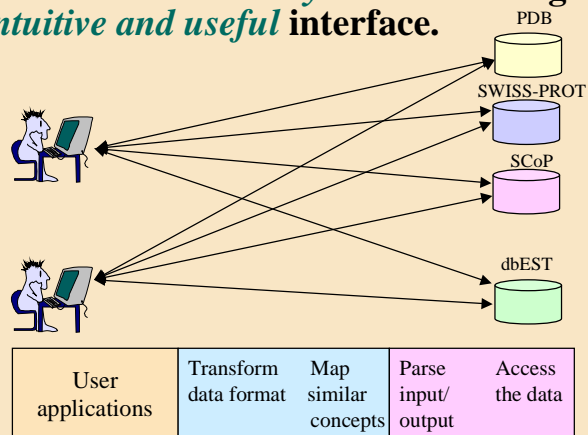 intuitive and useful interface.
PDB
SWISS-PROT
SCoP
dbEST
User
applications
Transform
data format
Map
similar
concepts
Parse
input/
output
Access
the data